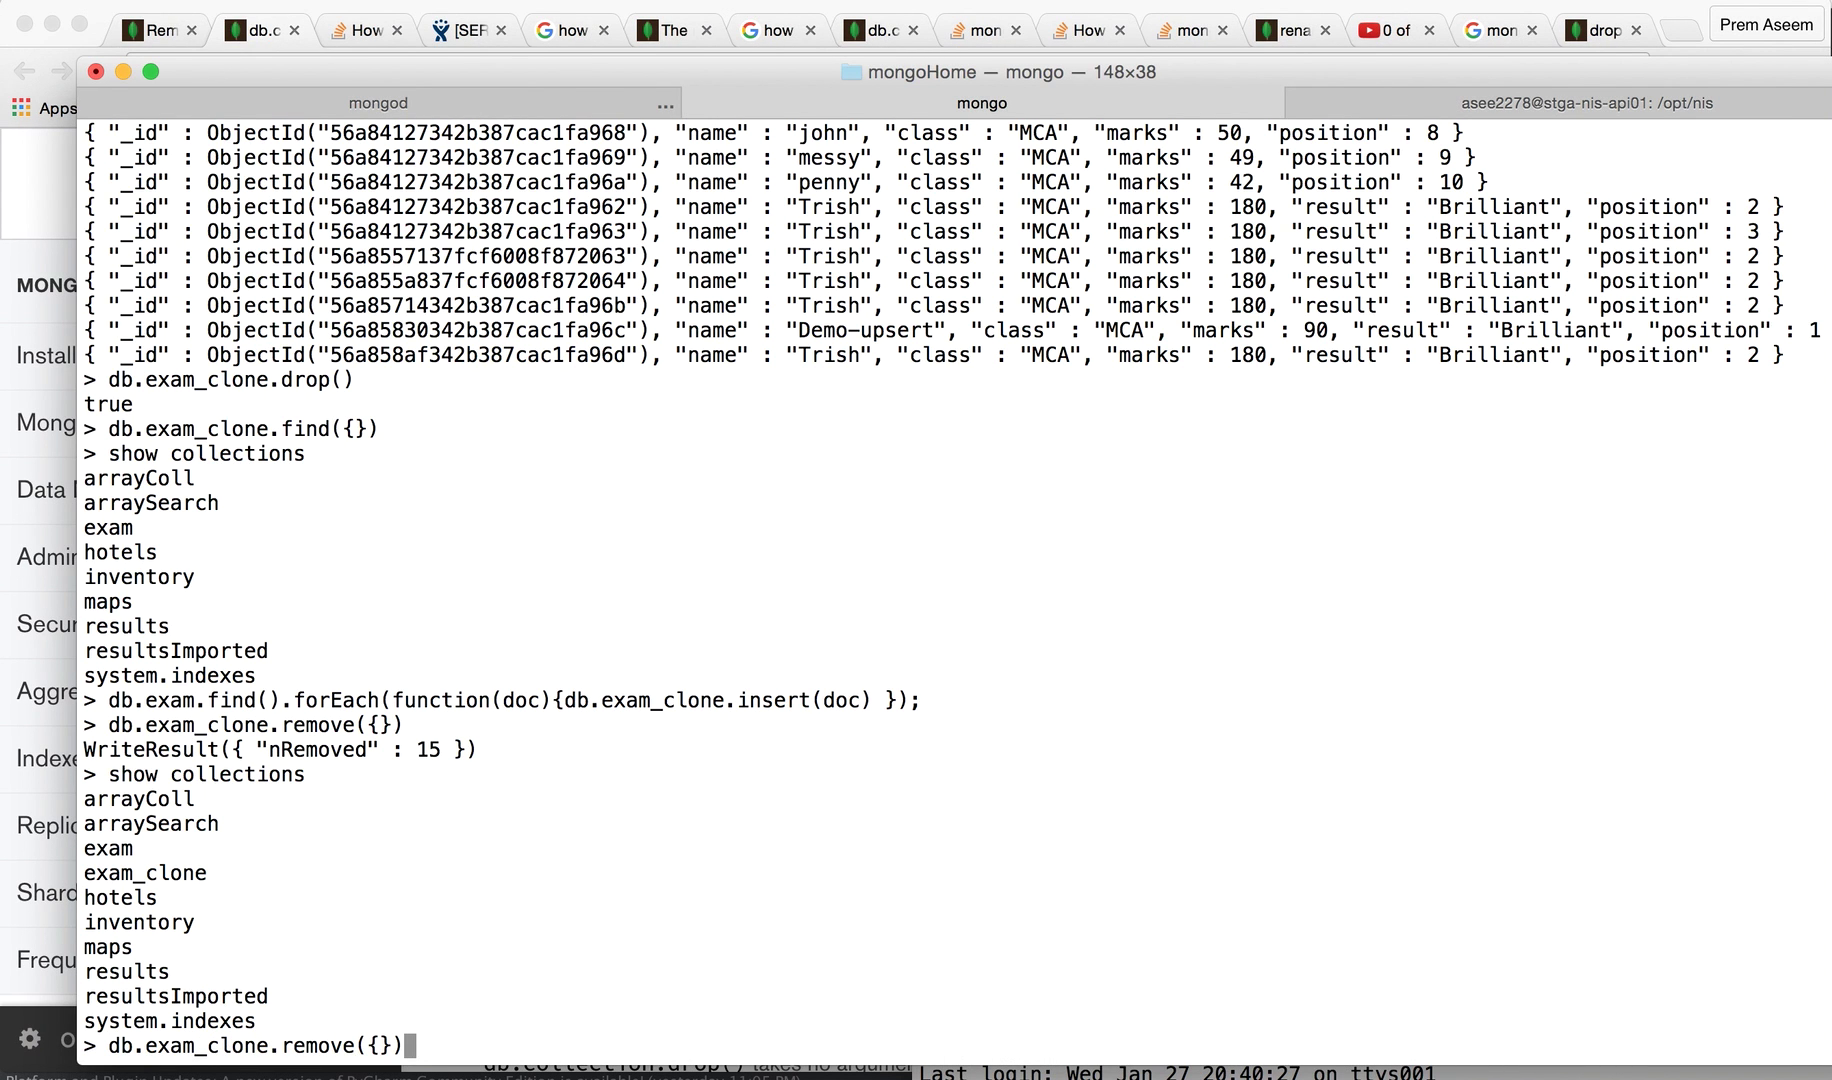 Rem
db.c
How
[SER
how
The
how
db.c
mon
How
mon
rena
0 of
mon
drop
Prem Aseem
mongoHome — mongo — 148×38
Apps
mongod
...
mongo
asee2278@stga-nis-api01: /opt/nis
{ "_id" : ObjectId("56a84127342b387cac1fa968"), "name" : "john", "class" : "MCA", "marks" : 50, "position" : 8 }
{ "_id" : ObjectId("56a84127342b387cac1fa969"), "name" : "messy", "class" : "MCA", "marks" : 49, "position" : 9 }
{ "_id" : ObjectId("56a84127342b387cac1fa96a"), "name" : "penny", "class" : "MCA", "marks" : 42, "position" : 10 }
{ "_id" : ObjectId("56a84127342b387cac1fa962"), "name" : "Trish", "class" : "MCA", "marks" : 180, "result" : "Brilliant", "position" : 2 }
{ "_id" : ObjectId("56a84127342b387cac1fa963"), "name" : "Trish", "class" : "MCA", "marks" : 180, "result" : "Brilliant", "position" : 3 }
{ "_id" : ObjectId("56a8557137fcf6008f872063"), "name" : "Trish", "class" : "MCA", "marks" : 180, "result" : "Brilliant", "position" : 2 }
{ "_id" : ObjectId("56a855a837fcf6008f872064"), "name" : "Trish", "class" : "MCA", "marks" : 180, "result" : "Brilliant", "position" : 2 }
{ "_id" : ObjectId("56a85714342b387cac1fa96b"), "name" : "Trish", "class" : "MCA", "marks" : 180, "result" : "Brilliant", "position" : 2 }
{ "_id" : ObjectId("56a85830342b387cac1fa96c"), "name" : "Demo-upsert", "class" : "MCA", "marks" : 90, "result" : "Brilliant", "position" : 1
{ "_id" : ObjectId("56a858af342b387cac1fa96d"), "name" : "Trish", "class" : "MCA", "marks" : 180, "result" : "Brilliant", "position" : 2 }
> db.exam_clone.drop()
true
> db.exam_clone.find({})
> show collections
arrayColl
arraySearch
exam
hotels
inventory
maps
results
resultsImported
system.indexes
> db.exam.find().forEach(function(doc){db.exam_clone.insert(doc) });
> db.exam_clone.remove({})
WriteResult({ "nRemoved" : 15 })
> show collections
arrayColl
arraySearch
exam
exam_clone
hotels
inventory
maps
results
resultsImported
system.indexes
> db.exam_clone.remove({})
MONG
Install
Mong
Data
Admin
Secur
Aggre
Indexe
Replic
Shard
Frequ
db.collection.drop() takes no argumen
Last login: Wed Jan 27 20:40:27 on ttys001